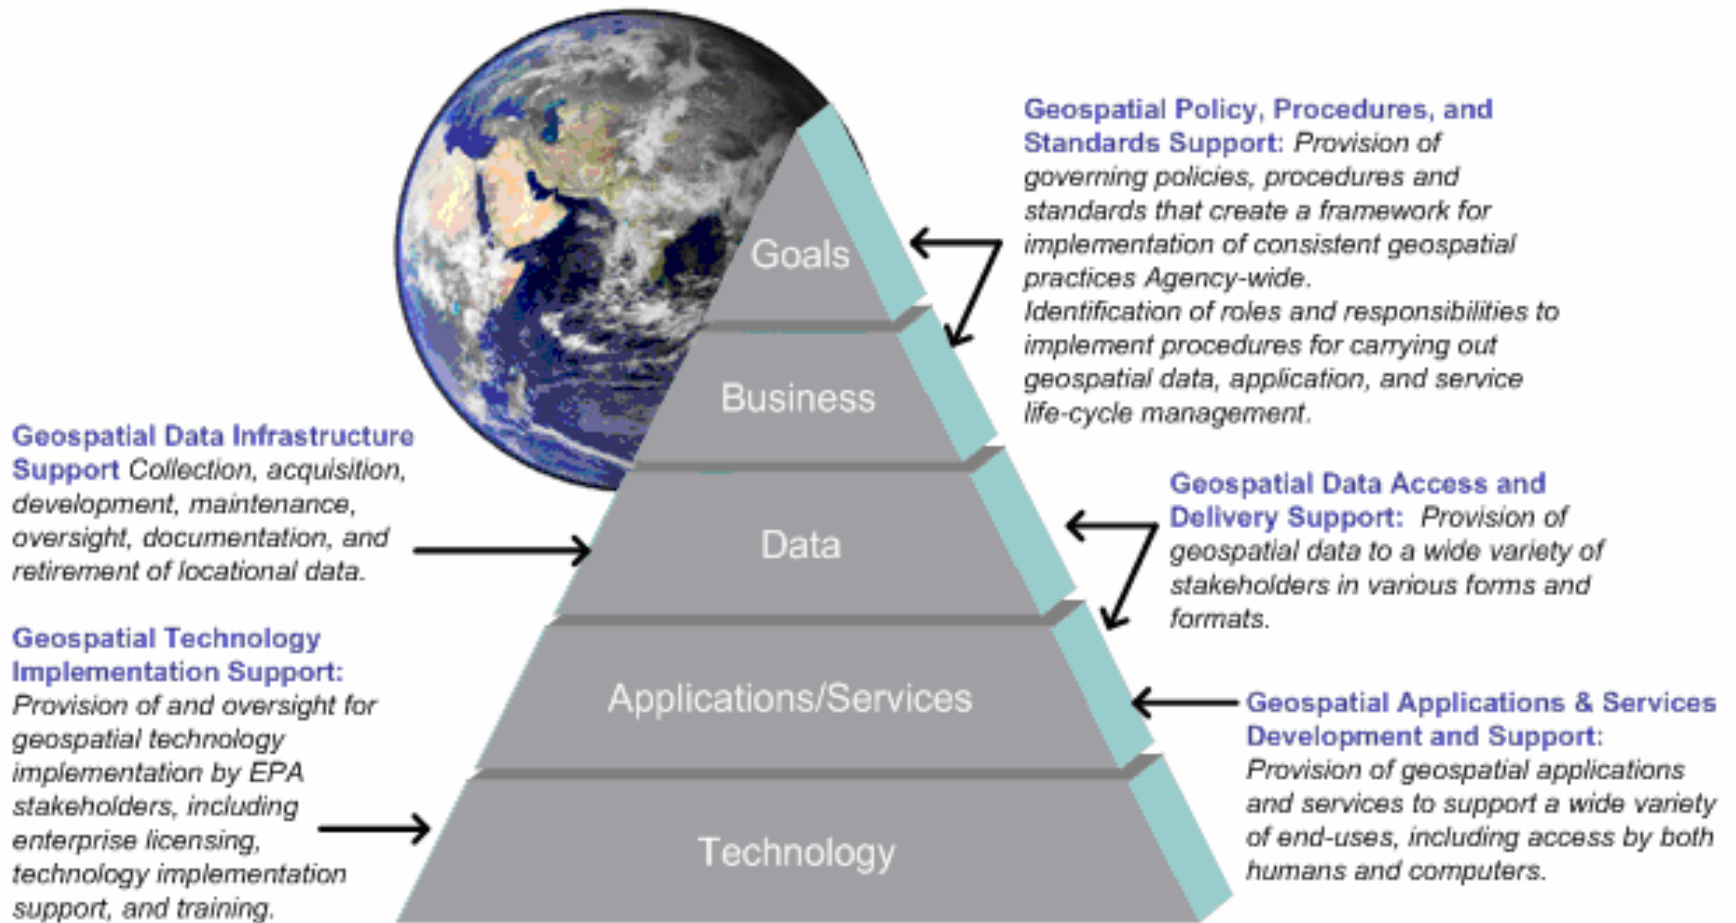 Geospatial Policy, Procedures, and
Standards Support: Provision of
governing policies, procedures and
standards that create a framework for
implementation of consistent geospatial
practices Agency-wide.
Identification of roles and responsibilities to
implement procedures for carrying out
geospatial data, application, and service
life-cycle management.
Goals
Business
Data
Applications/Services
Technology
Geospatial Data Infrastructure
Support Collection, acquisition,
development, maintenance,
oversight, documentation, and
retirement of locational data.
Geospatial Data Access and
Delivery Support: Provision of
geospatial data to a wide variety of
stakeholders in various forms and
formats.
Geospatial Technology
Implementation Support:
Provision of and oversight for
geospatial technology
implementation by EPA
stakeholders, including
enterprise licensing,
technology implementation
support, and training.
Geospatial Applications & Services
Development and Support:
Provision of geospatial applications
and services to support a wide variety
of end-uses, including access by both
humans and computers.